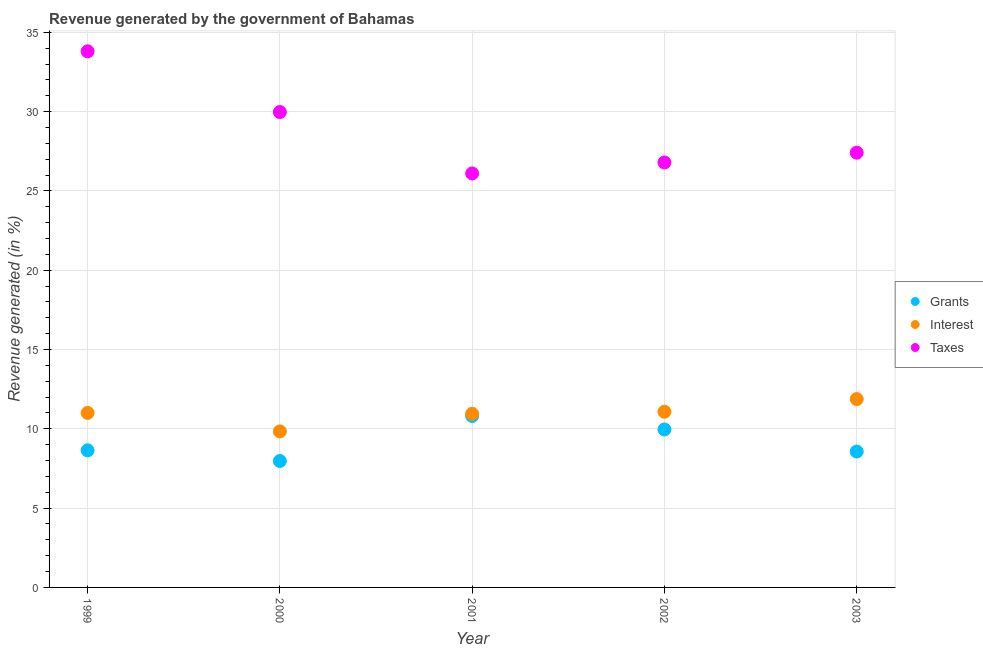 Revenue generated by the government of Bahamas
Revenue generated (in %)
35
30
25
20
15
10
5
0
1999
2000
2001
2002
2003
Year
Grants
Interest
Taxes